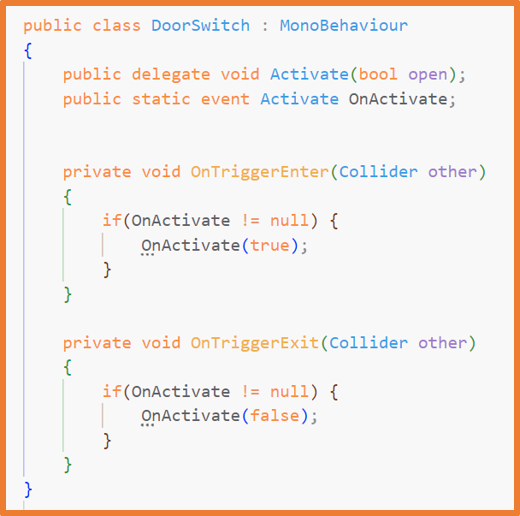 public class DoorSwitch : MonoBehaviour
{
    public delegate void Activate(bool open);
    public static event Activate OnActivate;

    private void OnTriggerEnter(Collider other)
    {
        if(OnActivate != null) {
            OnActivate(true);
        }
    }

    private void OnTriggerExit(Collider other)
    {
        if(OnActivate != null) {
            OnActivate(false);
        }
    }
}